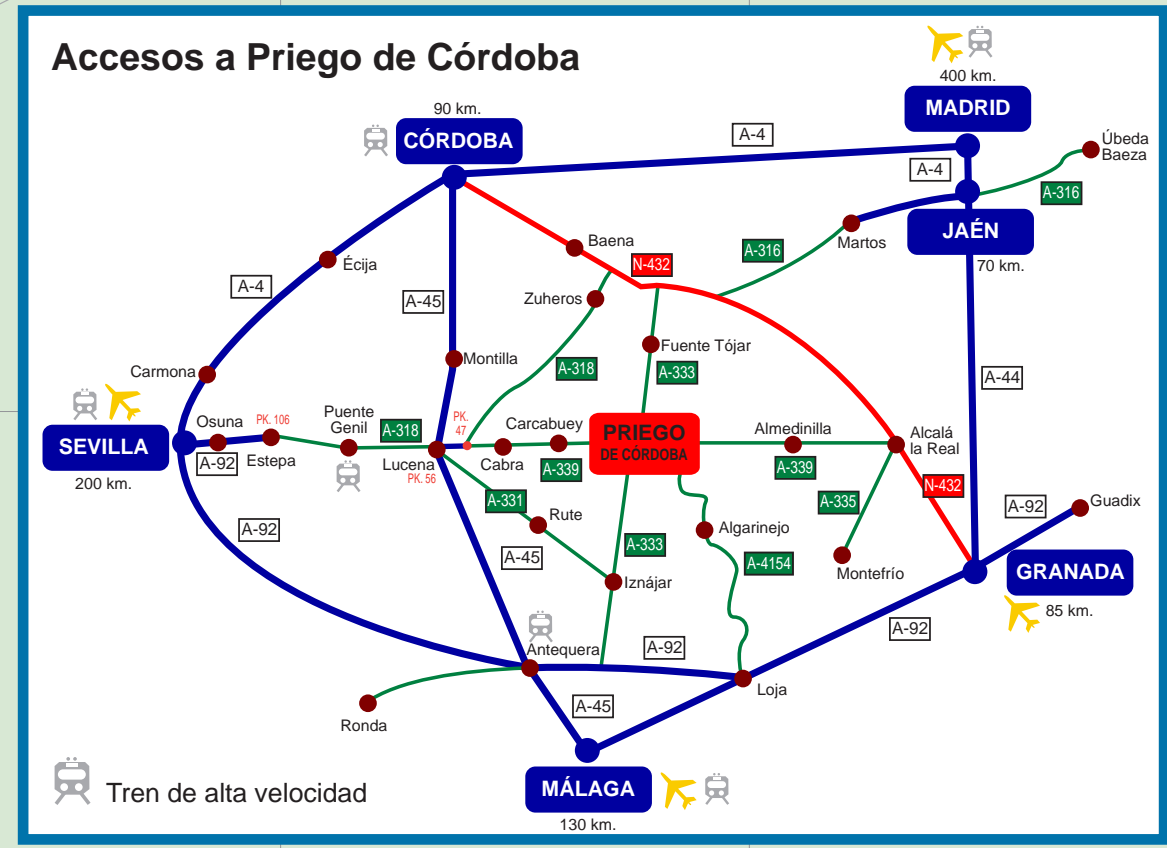 Accesos a Priego de Córdoba
400 km.
MADRID
90 km.
CÓRDOBA
A-4
Úbeda
Baeza
A-4
A-316
JAÉN
70 km.
Martos
A-316
Baena
N-432
Écija
A-4
A-45
Zuheros
Montilla
Fuente Tójar
A-318
A-333
Carmona
A-44
Osuna
PK. 106
Puente
Genil
A-318
PK.
47
Carcabuey
PRIEGO
DE CÓRDOBA
Almedinilla
Alcalá
la Real
SEVILLA
200 km.
A-92
Estepa
Lucena
PK. 56
Cabra
A-339
A-339
N-432
A-331
A-335
A-92
Guadix
Rute
A-92
A-45
A-333
Algarinejo
A-4154
Iznájar
Montefrío
GRANADA
85 km.
A-92
Antequera
A-92
Loja
A-45
Ronda
MÁLAGA
130 km.
Tren de alta velocidad